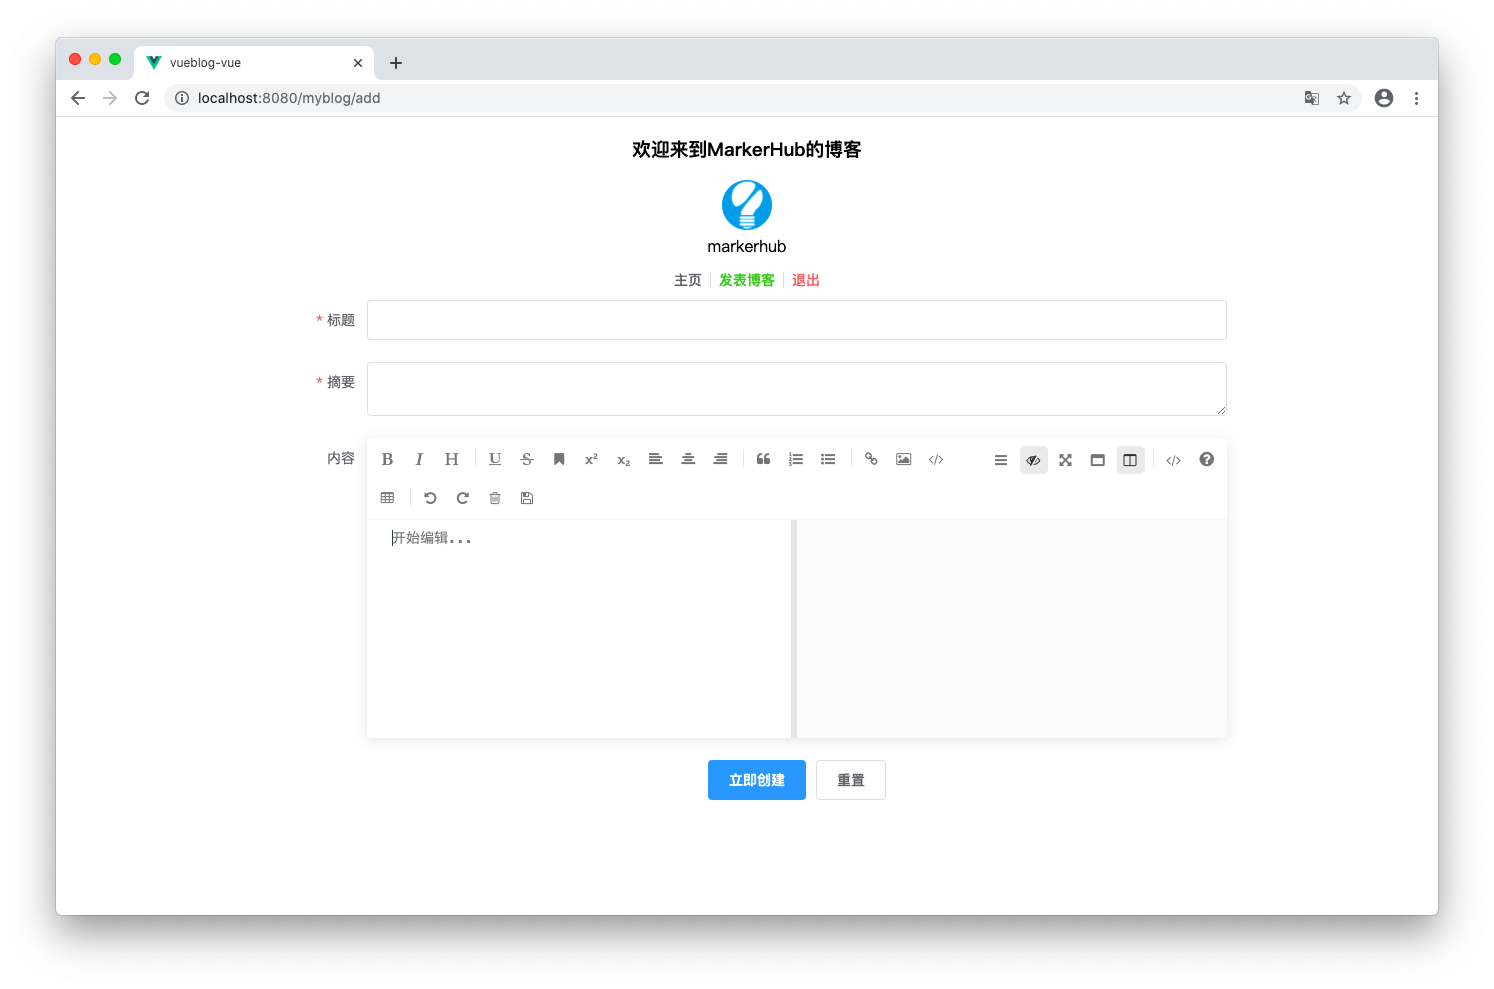 vueblog-vue
localhost:8080/myblog/add
欢迎来到MarkerHub的博客
markerhub
主页 发表博客 退出
* 标题
* 摘要
内容 B I H U S x² x₂ </> </>
开始编辑...
立即创建 重置